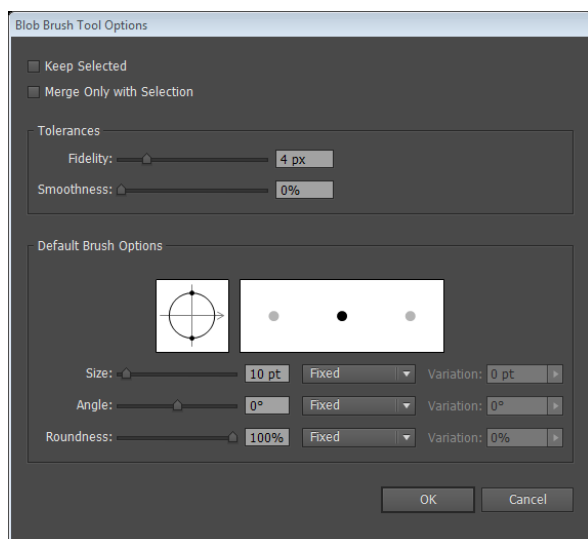 Blob Brush Tool Options
Keep Selected
Merge Only with Selection
Tolerances
Fidelity: 4 px
Smoothness: 0%
Default Brush Options
Size: 10 pt Fixed Variation: 0 pt
Angle: 0° Fixed Variation: 0°
Roundness: 100% Fixed Variation: 0%
OK Cancel